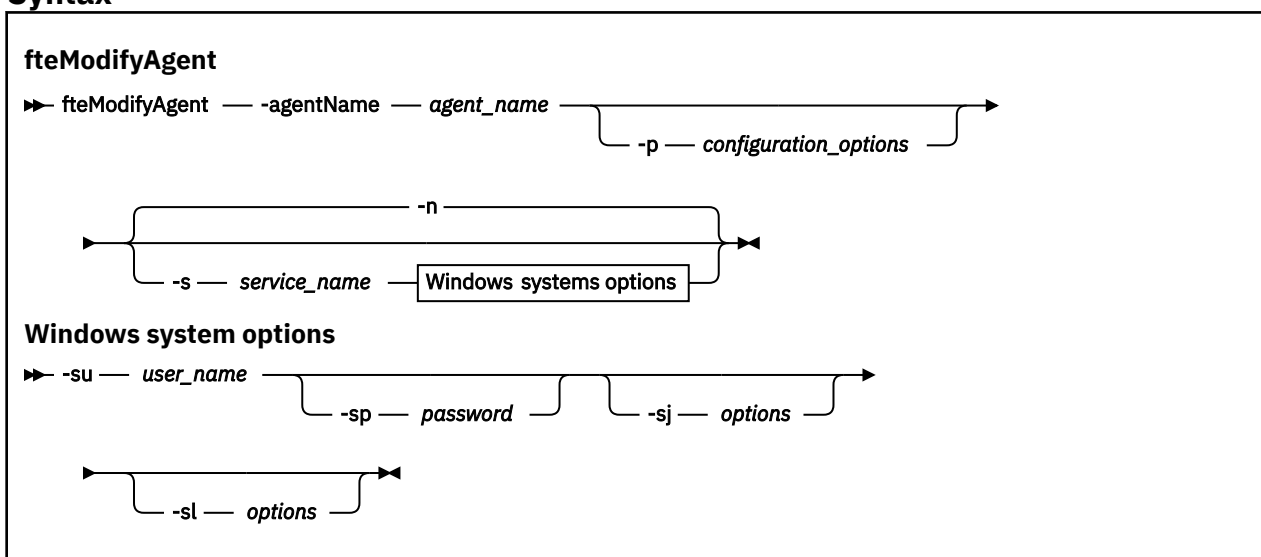 Syntax
fteModifyAgent
fteModifyAgent -agentName agent_name
-p configuration_options
-n
-s service_name Windows systems options
Windows system options
-su user_name
-sp password -sj options
-sl options